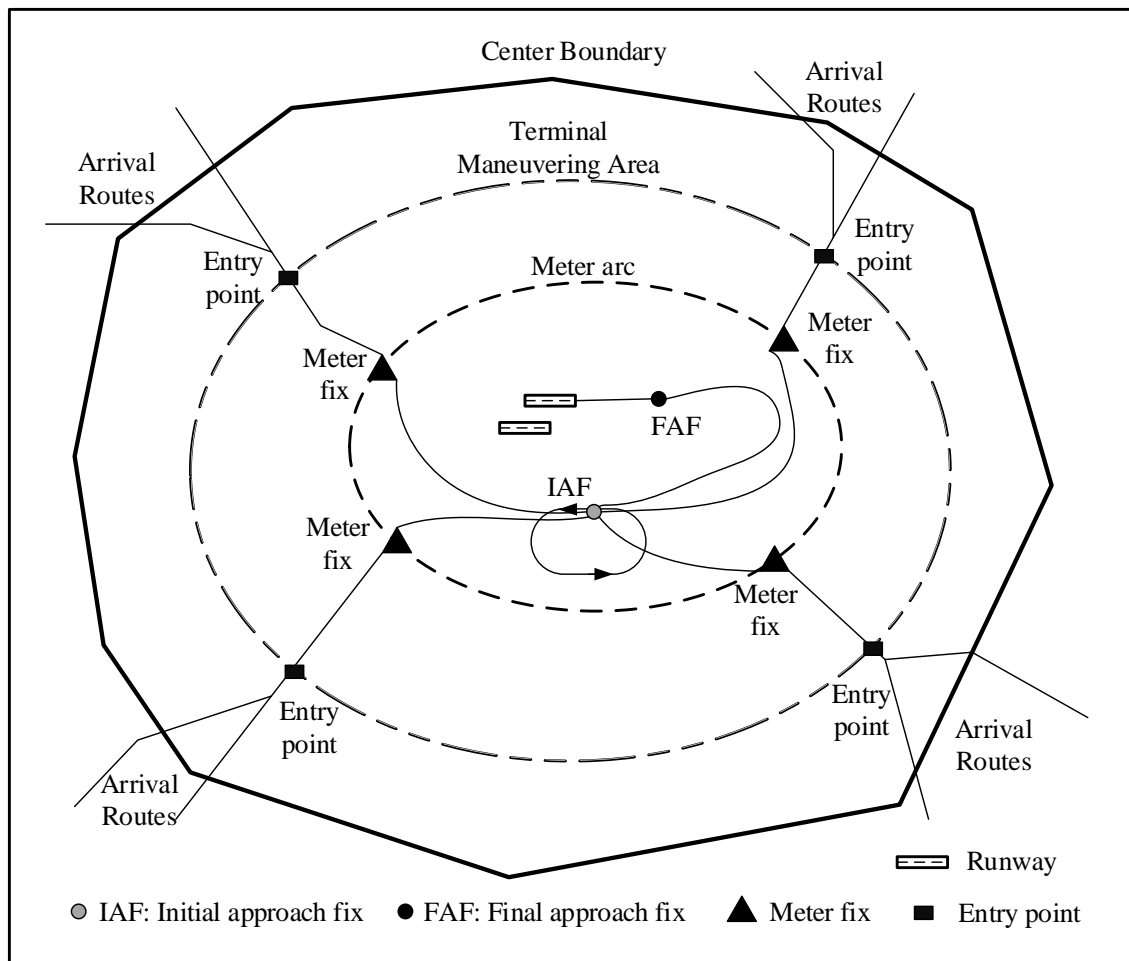 Center Boundary
Arrival
Routes
Terminal
Maneuvering Area
Arrival
Routes
Entry
point
Entry
point
Meter arc
Meter
fix
Meter
fix
FAF
IAF
Meter
fix
Meter
fix
Entry
point
Entry
point
Arrival
Routes
Arrival
Routes
Runway
IAF: Initial approach fix
FAF: Final approach fix
Meter fix
Entry point